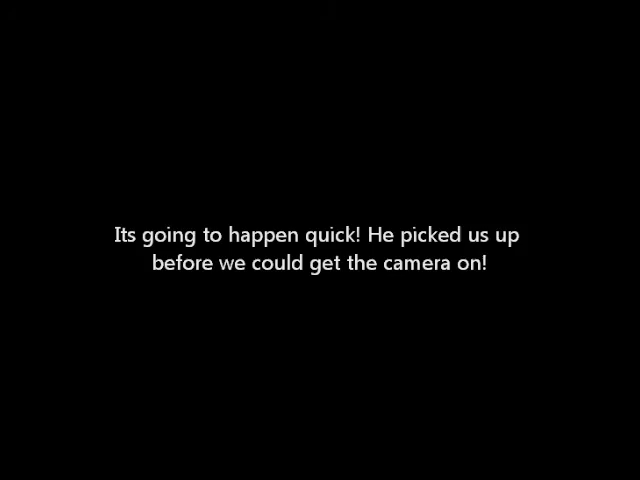 Its going to happen quick! He picked us up
before we could get the camera on!